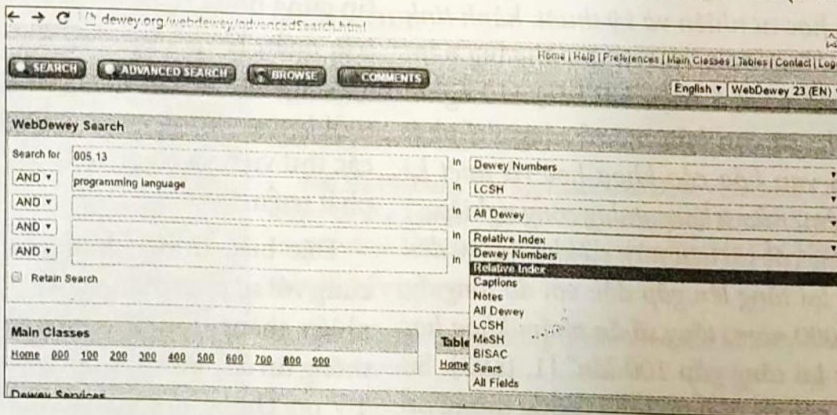 dewey.org/webdewey/advancedSearch.html
Home | Help | Preferences | Main Classes | Tables | Contact | Log
SEARCH ADVANCED SEARCH BROWSE COMMENTS
English WebDewey 23 (EN)
WebDewey Search
Search for 005.13 in Dewey Numbers
AND programming language in LCSH
AND in All Dewey
AND in Relative Index
AND in Dewey Numbers
Relative Index
Retain Search
Captions
Notes
All Dewey
LCSH
MeSH
BISAC
Sears
All Fields
Main Classes
Home 000 100 200 300 400 500 600 700 800 900
Table
Home
Dewey Services